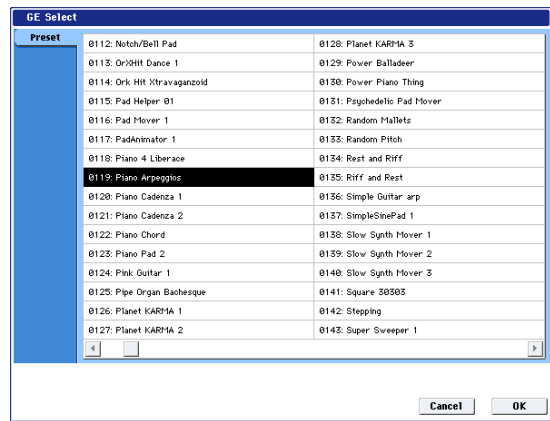 GE Select
Preset
0112: Notch/Bell Pad
0113: OrXHit Dance 1
0114: Ork Hit Xtravaganzoid
0115: Pad Helper 01
0116: Pad Mover 1
0117: PadAnimator 1
0118: Piano 4 Liberace
0119: Piano Arpeggios
0120: Piano Cadenza 1
0121: Piano Cadenza 2
0122: Piano Chord
0123: Piano Pad 2
0124: Pink Guitar 1
0125: Pipe Organ Bachesque
0126: Planet KARMA 1
0127: Planet KARMA 2
0128: Planet KARMA 3
0129: Power Balladeer
0130: Power Piano Thing
0131: Psychedelic Pad Mover
0132: Random Mallets
0133: Random Pitch
0134: Rest and Riff
0135: Riff and Rest
0136: Simple Guitar arp
0137: SimpleSinePad 1
0138: Slow Synth Mover 1
0139: Slow Synth Mover 2
0140: Slow Synth Mover 3
0141: Square 30303
0142: Stepping
0143: Super Sweeper 1
Cancel
OK